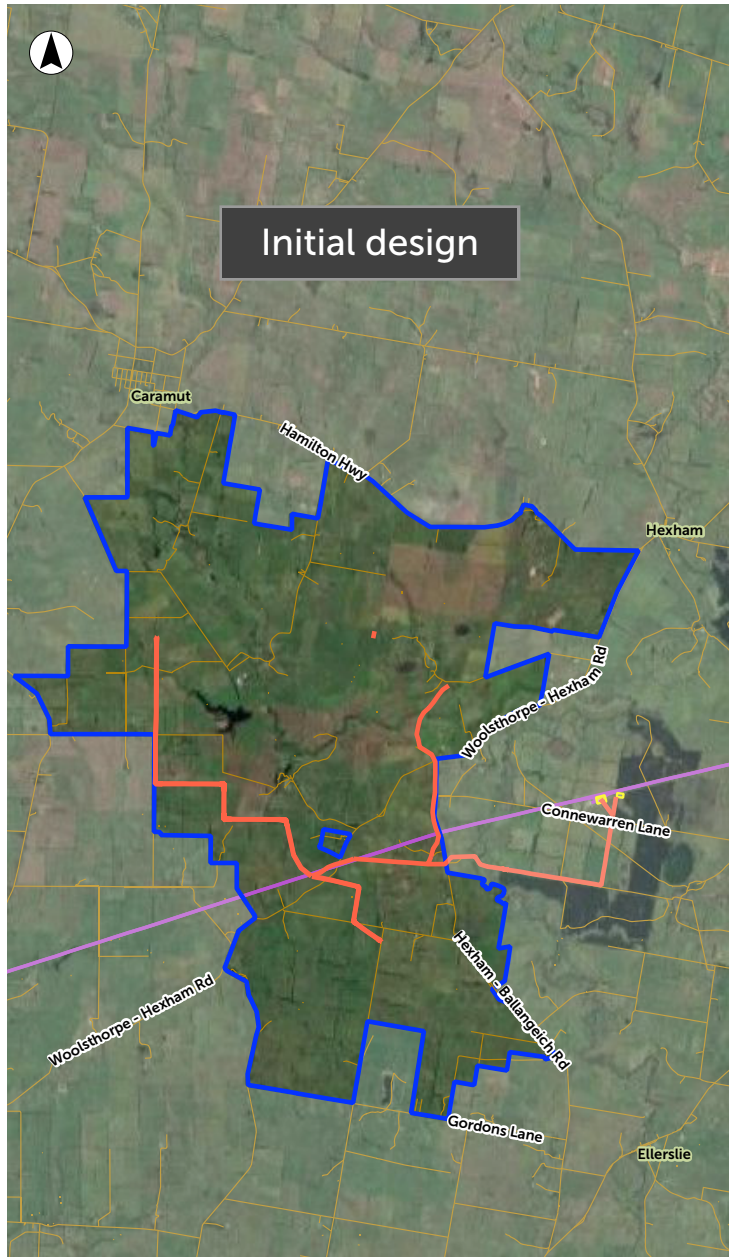 Initial design
Caramut
Hamilton Hwy
Hexham
Woolsthorpe - Hexham Rd
Connewarren Lane
Hexham - Ballangeich Rd
Woolsthorpe - Hexham Rd
Gordons Lane
Ellerslie